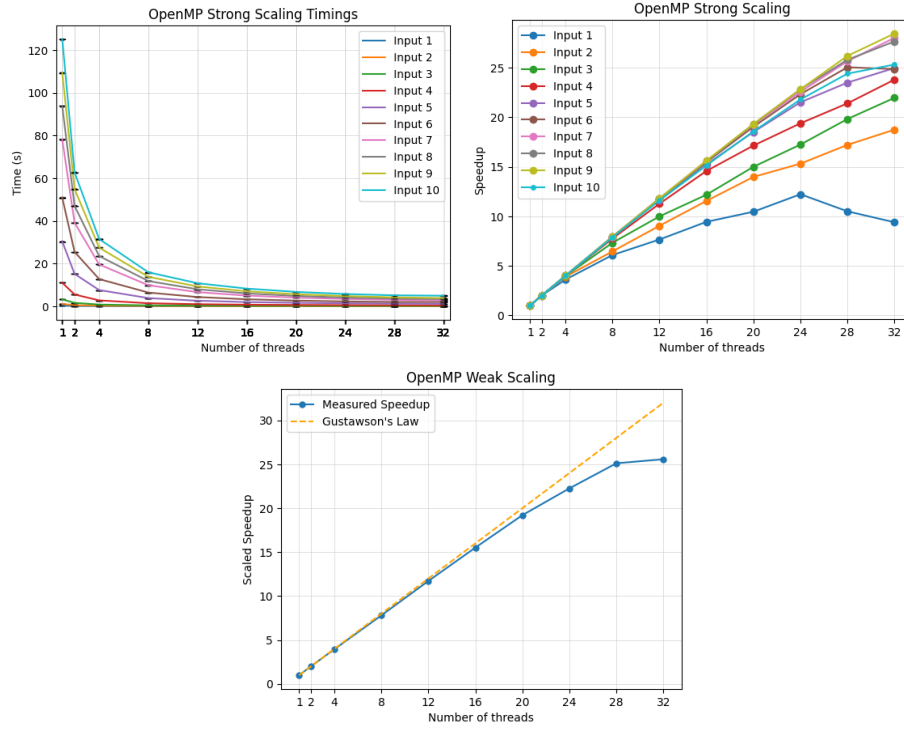 OpenMP Strong Scaling Timings
Time (s)
120
100
80
60
40
20
0
1 2 4 8 12 16 20 24 28 32
Number of threads
Input 1
Input 2
Input 3
Input 4
Input 5
Input 6
Input 7
Input 8
Input 9
Input 10
OpenMP Strong Scaling
Speedup
25
20
15
10
5
0
1 2 4 8 12 16 20 24 28 32
Number of threads
Input 1
Input 2
Input 3
Input 4
Input 5
Input 6
Input 7
Input 8
Input 9
Input 10
OpenMP Weak Scaling
Scaled Speedup
30
25
20
15
10
5
0
1 2 4 8 12 16 20 24 28 32
Number of threads
Measured Speedup
Gustawson's Law